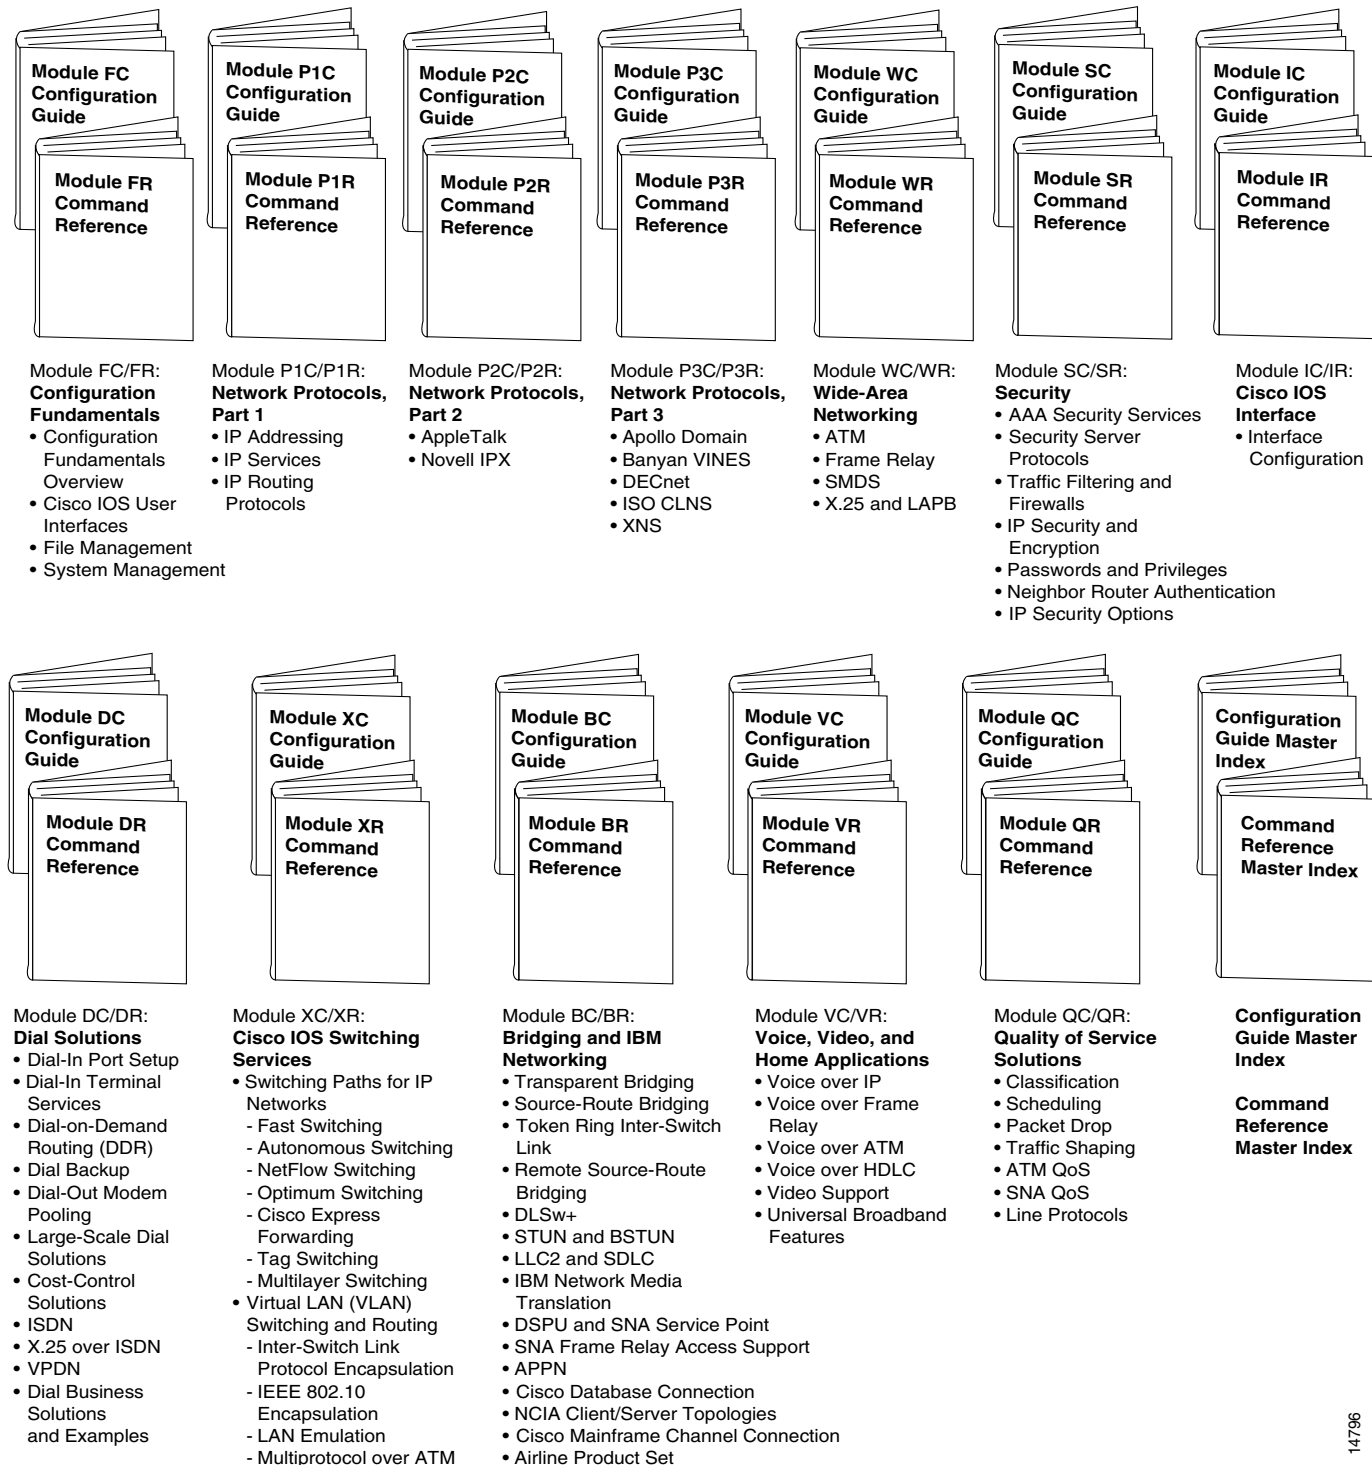 Module FC
Configuration
Guide
Module FR
Command
Reference
Module P1C
Configuration
Guide
Module P1R
Command
Reference
Module P2C
Configuration
Guide
Module P2R
Command
Reference
Module P3C
Configuration
Guide
Module P3R
Command
Reference
Module WC
Configuration
Guide
Module WR
Command
Reference
Module SC
Configuration
Guide
Module SR
Command
Reference
Module IC
Configuration
Guide
Module IR
Command
Reference
Module FC/FR:
Configuration
Fundamentals
• Configuration
Fundamentals
Overview
• Cisco IOS User
Interfaces
• File Management
• System Management
Module P1C/P1R:
Network Protocols,
Part 1
• IP Addressing
• IP Services
• IP Routing
Protocols
Module P2C/P2R:
Network Protocols,
Part 2
• AppleTalk
• Novell IPX
Module P3C/P3R:
Network Protocols,
Part 3
• Apollo Domain
• Banyan VINES
• DECnet
• ISO CLNS
• XNS
Module WC/WR:
Wide-Area
Networking
• ATM
• Frame Relay
• SMDS
• X.25 and LAPB
Module SC/SR:
Security
• AAA Security Services
• Security Server
Protocols
• Traffic Filtering and
Firewalls
• IP Security and
Encryption
• Passwords and Privileges
• Neighbor Router Authentication
• IP Security Options
Module IC/IR:
Cisco IOS
Interface
• Interface
Configuration
Module DC
Configuration
Guide
Module DR
Command
Reference
Module XC
Configuration
Guide
Module XR
Command
Reference
Module BC
Configuration
Guide
Module BR
Command
Reference
Module VC
Configuration
Guide
Module VR
Command
Reference
Module QC
Configuration
Guide
Module QR
Command
Reference
Configuration
Guide Master
Index
Command
Reference
Master Index
Module DC/DR:
Dial Solutions
• Dial-In Port Setup
• Dial-In Terminal
Services
• Dial-on-Demand
Routing (DDR)
• Dial Backup
• Dial-Out Modem
Pooling
• Large-Scale Dial
Solutions
• Cost-Control
Solutions
• ISDN
• X.25 over ISDN
• VPDN
• Dial Business
Solutions
and Examples
Module XC/XR:
Cisco IOS Switching
Services
• Switching Paths for IP
Networks
- Fast Switching
- Autonomous Switching
- NetFlow Switching
- Optimum Switching
- Cisco Express
Forwarding
- Tag Switching
- Multilayer Switching
• Virtual LAN (VLAN)
Switching and Routing
- Inter-Switch Link
Protocol Encapsulation
- IEEE 802.10
Encapsulation
- LAN Emulation
- Multiprotocol over ATM
Module BC/BR:
Bridging and IBM
Networking
• Transparent Bridging
• Source-Route Bridging
• Token Ring Inter-Switch
Link
• Remote Source-Route
Bridging
• DLSw+
• STUN and BSTUN
• LLC2 and SDLC
• IBM Network Media
Translation
• DSPU and SNA Service Point
• SNA Frame Relay Access Support
• APPN
• Cisco Database Connection
• NCIA Client/Server Topologies
• Cisco Mainframe Channel Connection
• Airline Product Set
Module VC/VR:
Voice, Video, and
Home Applications
• Voice over IP
• Voice over Frame
Relay
• Voice over ATM
• Voice over HDLC
• Video Support
• Universal Broadband
Features
Module QC/QR:
Quality of Service
Solutions
• Classification
• Scheduling
• Packet Drop
• Traffic Shaping
• ATM QoS
• SNA QoS
• Line Protocols
Configuration
Guide Master
Index
Command
Reference
Master Index
14796